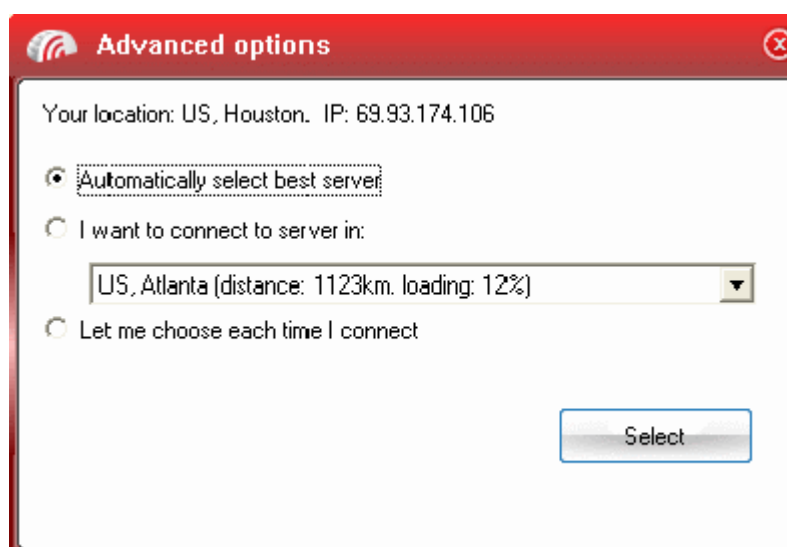 Advanced options
Your location: US, Houston.  IP: 69.93.174.106
Automatically select best server
I want to connect to server in:
US, Atlanta (distance: 1123km. loading: 12%)
Let me choose each time I connect
Select